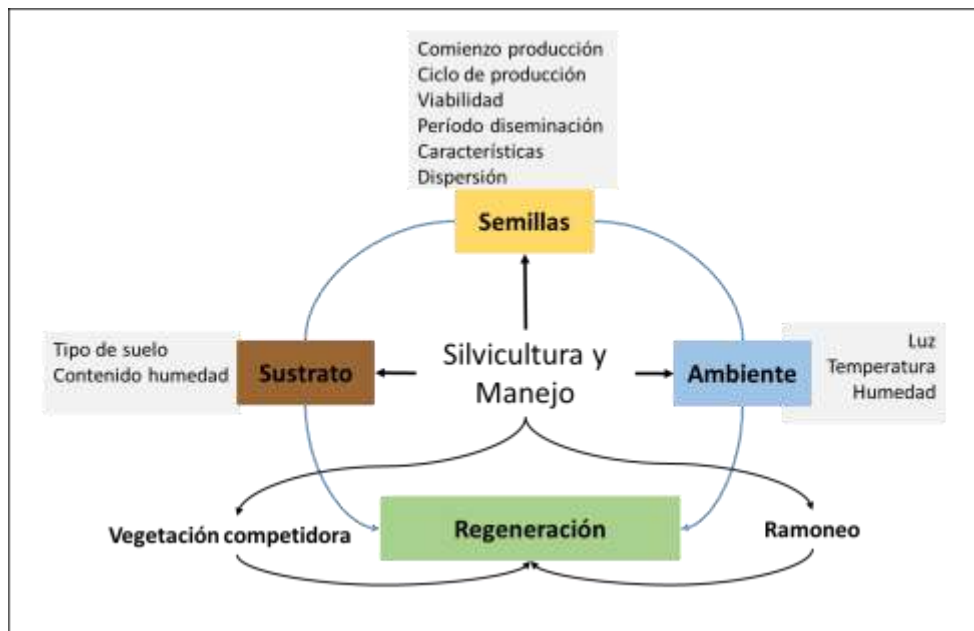 Comienzo producción
Ciclo de producción
Viabilidad
Período diseminación
Características
Dispersión
Semillas
Tipo de suelo
Contenido humedad
Sustrato
Silvicultura y
Manejo
Ambiente
Luz
Temperatura
Humedad
Vegetación competidora
Regeneración
Ramoneo